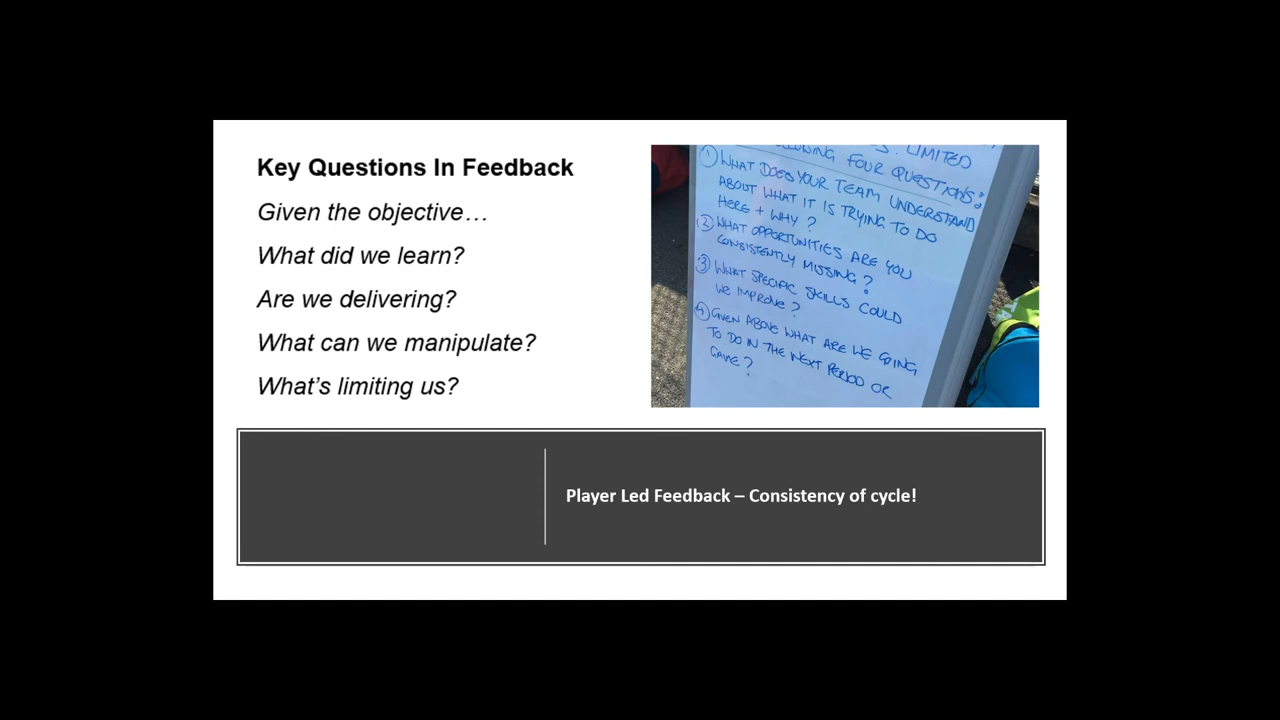 Key Questions In Feedback
Given the objective…
What did we learn?
Are we delivering?
What can we manipulate?
What's limiting us?
LIMITED
FOUR QUESTIONS:
① WHAT DOES YOUR TEAM UNDERSTAND
ABOUT WHAT IT IS TRYING TO DO
HERE + WHY?
② WHAT OPPORTUNITIES ARE YOU
CONSISTENTLY MISSING?
③ WHAT SPECIFIC SKILLS COULD
WE IMPROVE?
④ GIVEN ABOVE WHAT ARE WE GOING
TO DO IN THE NEXT PERIOD OR
GAME?
Player Led Feedback – Consistency of cycle!